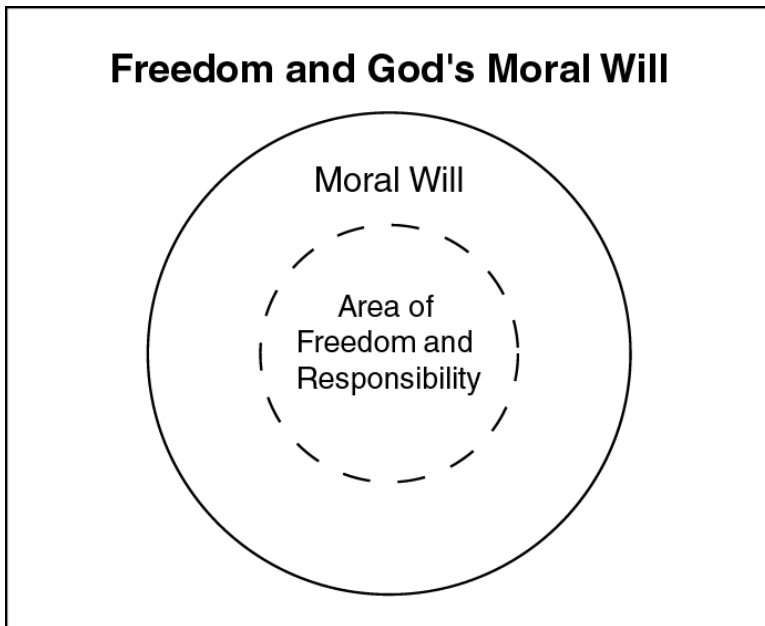 Freedom and God's Moral Will
Moral Will
Area of
Freedom and
Responsibility